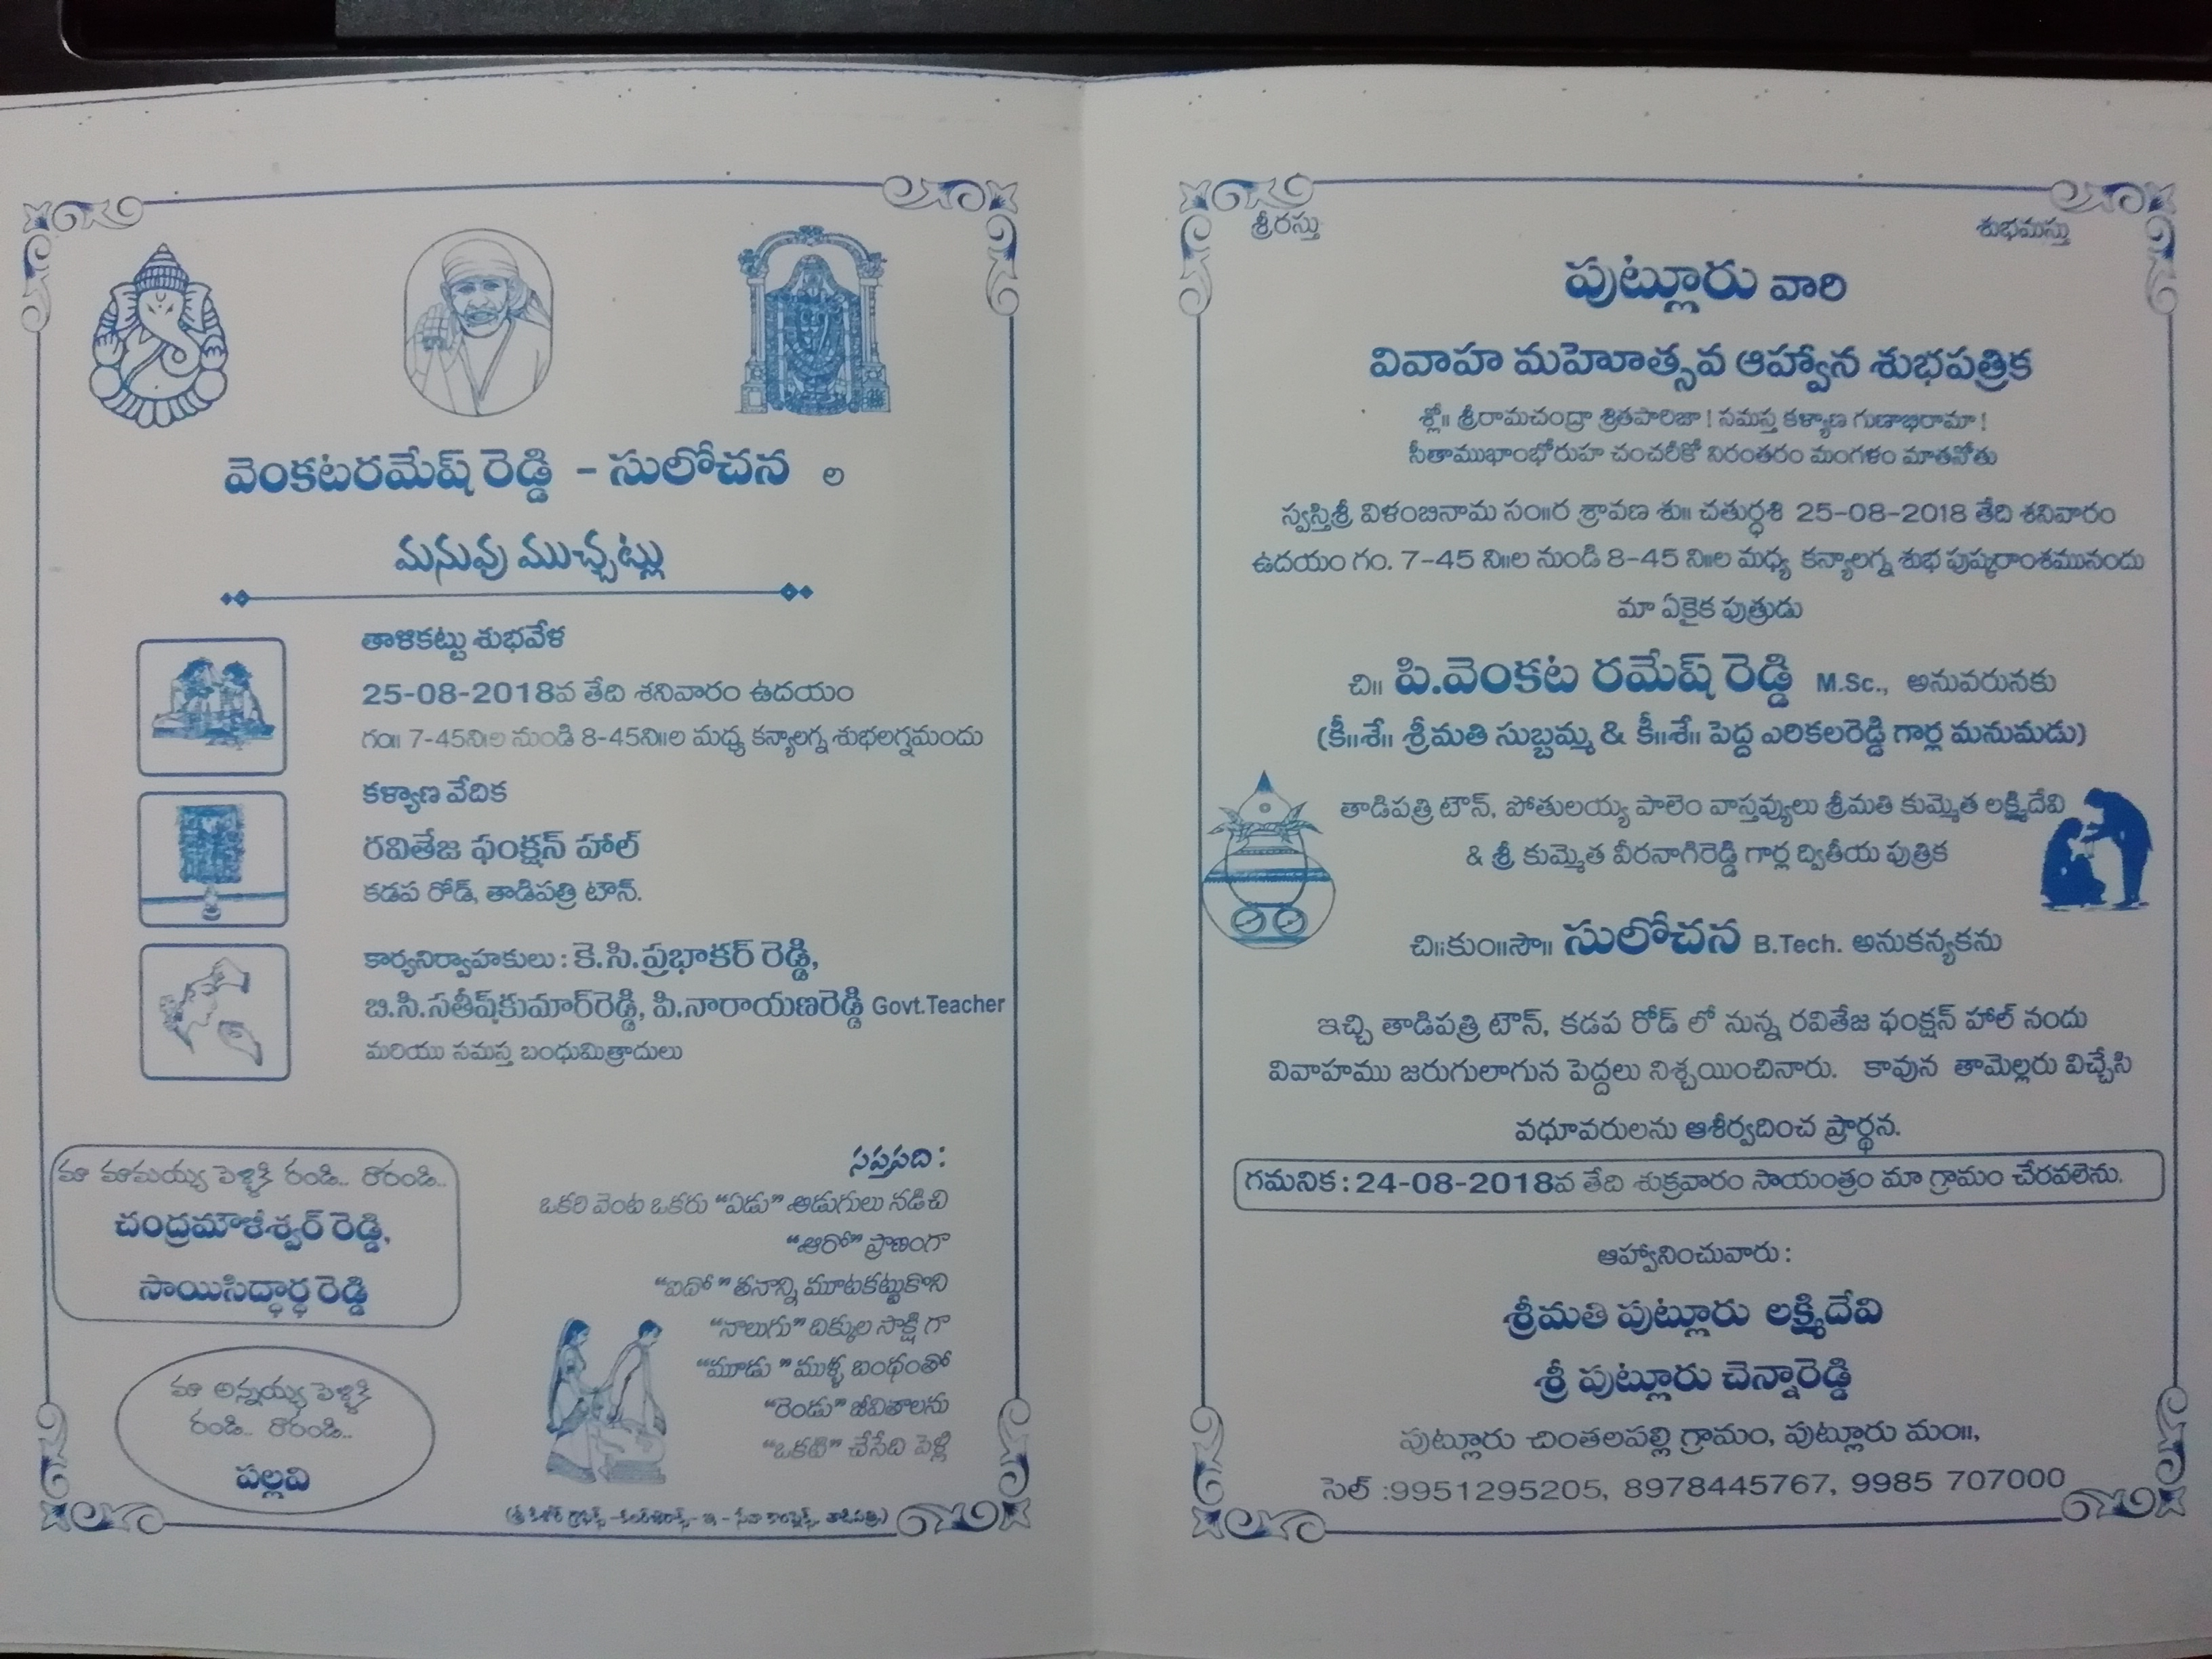 వెంకటరమేష్ రెడ్డి - సులోచన ల
మనువు ముచ్చట్లు
తాళికట్టు శుభవేళ
25-08-2018వ తేది శనివారం ఉదయం
గం॥ 7-45ని॥ల నుండి 8-45ని॥ల మధ్య కన్యాలగ్న శుభలగ్నమందు
కళ్యాణ వేదిక
రవితేజ ఫంక్షన్ హాల్
కడప రోడ్, తాడిపత్రి టౌన్.
కార్యనిర్వాహకులు : కె.సి.ప్రభాకర్ రెడ్డి,
బి.సి.సతీష్‌కుమార్‌రెడ్డి, పి.నారాయణరెడ్డి Govt.Teacher
మరియు సమస్త బంధుమిత్రాదులు
మా మామయ్య పెళ్ళికి రండి.. రారండి..
చంద్రమౌళీశ్వర్ రెడ్డి,
సాయిసిద్ధార్థ రెడ్డి
మా అన్నయ్య పెళ్ళికి
రండి.. రారండి..
పల్లవి
సప్తపది :
ఒకరి వెంట ఒకరు "ఏడు" అడుగులు నడిచి
"ఆరో" ప్రాణంగా
"ఐదో" తనాన్ని మూటకట్టుకొని
"నాలుగు" దిక్కుల సాక్షి గా
"మూడు" ముళ్ళ బంధంతో
"రెండు" జీవితాలను
"ఒకటి" చేసేది పెళ్లి
శ్రీరస్తు
శుభమస్తు
పుట్లూరు వారి
వివాహ మహోత్సవ ఆహ్వాన శుభపత్రిక
శ్లో॥ శ్రీరామచంద్రా శ్రితపారిజా ! సమస్త కళ్యాణ గుణాభిరామా !
సీతాముఖాంభోరుహ చంచరీకో నిరంతరం మంగళం మాతనోతు
స్వస్తిశ్రీ విళంబినామ సం॥ర శ్రావణ శు॥ చతుర్ధశి 25-08-2018 తేది శనివారం
ఉదయం గం. 7-45 ని॥ల నుండి 8-45 ని॥ల మధ్య కన్యాలగ్న శుభ పుష్కరాంశమునందు
మా ఏకైక పుత్రుడు
చి॥ పి.వెంకట రమేష్ రెడ్డి M.Sc., అనువరునకు
(కీ॥శే॥ శ్రీమతి సుబ్బమ్మ & కీ॥శే॥ పెద్ద ఎరికలరెడ్డి గార్ల మనుమడు)
తాడిపత్రి టౌన్, పోతులయ్య పాలెం వాస్తవ్యులు శ్రీమతి కుమ్మెత లక్ష్మిదేవి
& శ్రీ కుమ్మెత వీరనాగిరెడ్డి గార్ల ద్వితీయ పుత్రిక
చి॥కుం॥సౌ॥ సులోచన B.Tech. అనుకన్యకను
ఇచ్చి తాడిపత్రి టౌన్, కడప రోడ్ లో నున్న రవితేజ ఫంక్షన్ హాల్ నందు
వివాహము జరుగులాగున పెద్దలు నిశ్చయించినారు. కావున తామెల్లరు విచ్చేసి
వధూవరులను ఆశీర్వదించ ప్రార్థన.
గమనిక : 24-08-2018వ తేది శుక్రవారం సాయంత్రం మా గ్రామం చేరవలెను.
ఆహ్వానించువారు :
శ్రీమతి పుట్లూరు లక్ష్మిదేవి
శ్రీ పుట్లూరు చెన్నారెడ్డి
పుట్లూరు చింతలపల్లి గ్రామం, పుట్లూరు మం॥,
సెల్ :9951295205, 8978445767, 9985 707000